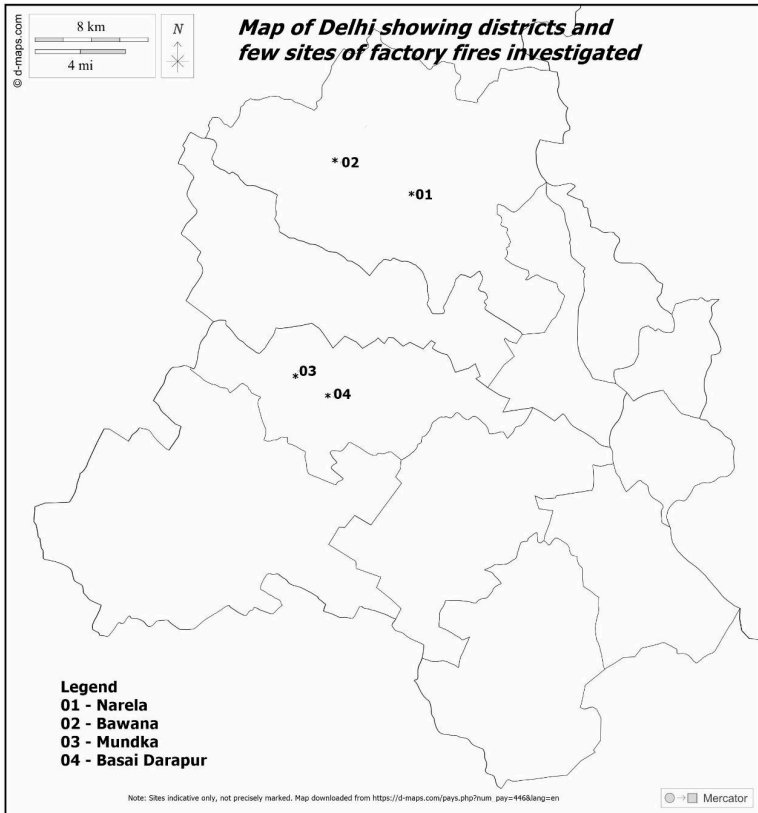 8 km
4 mi
N
© d-maps.com
Map of Delhi showing districts and
few sites of factory fires investigated
*02
*01
03
*
*04
Legend
01 - Narela
02 - Bawana
03 - Mundka
04 - Basai Darapur
Note: Sites indicative only, not precisely marked. Map downloaded from https://d-maps.com/pays.php?num_pay=446&lang=en
Mercator